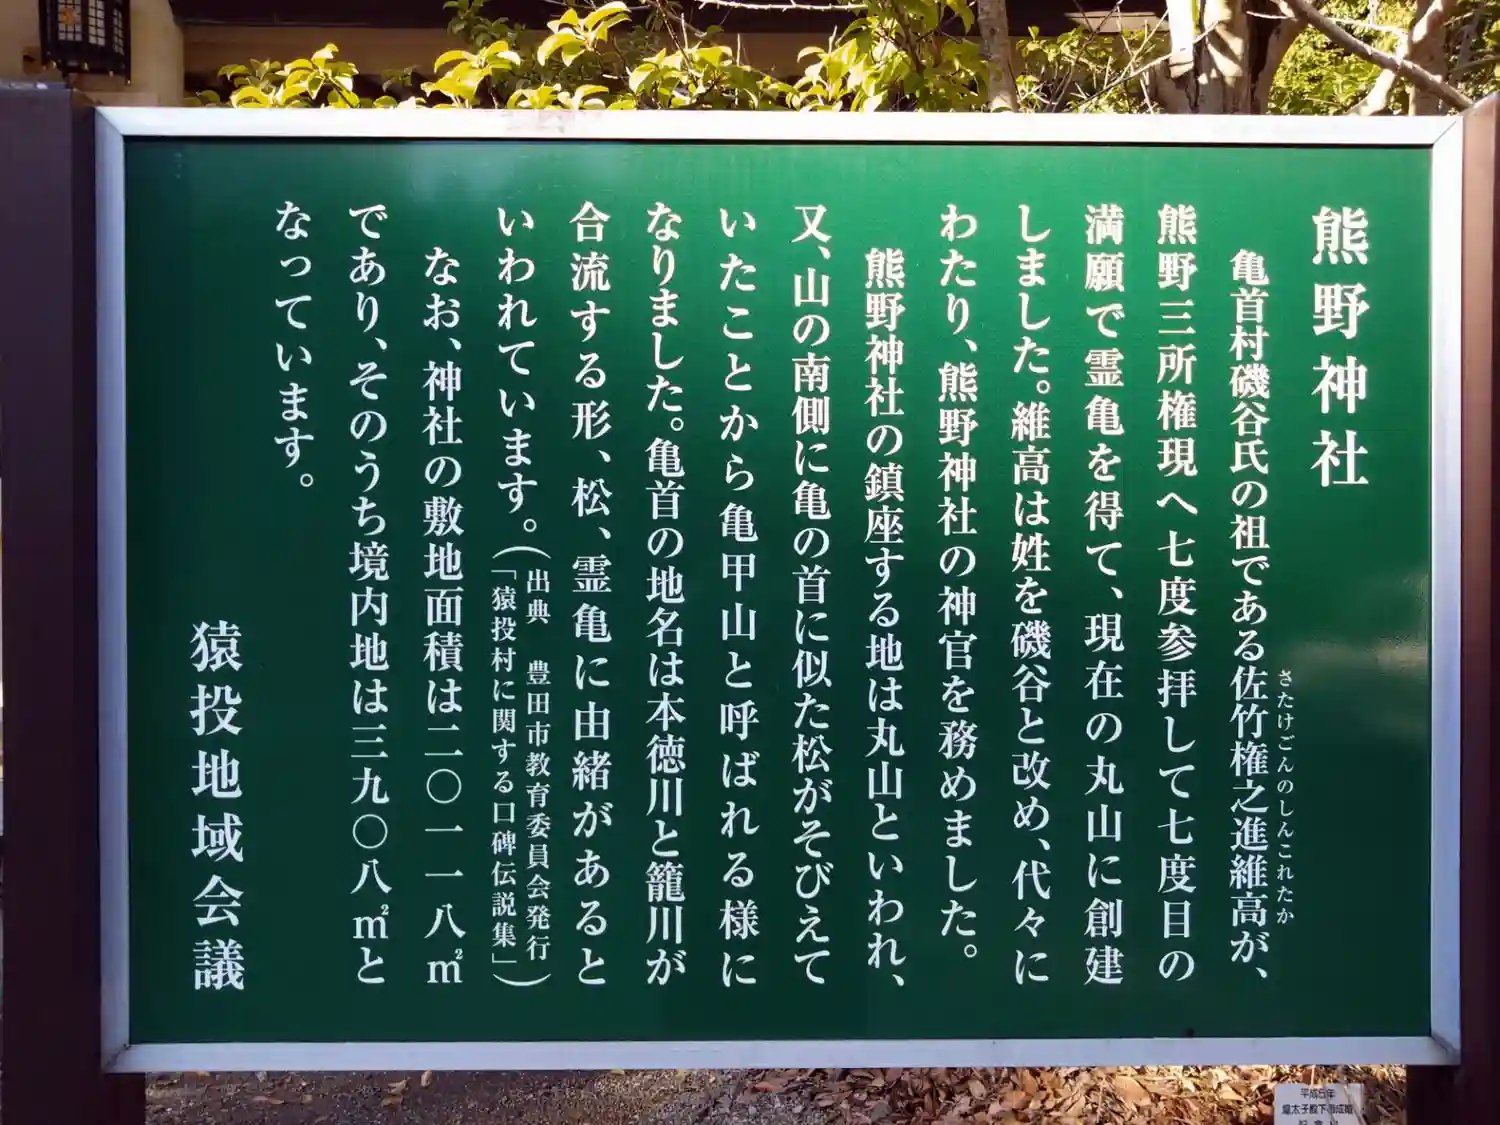 熊野神社
亀首村磯谷氏の祖である佐竹権之進維高が、
さたけごんのしんこれたか
熊野三所権現へ七度参拝して七度目の
満願で霊亀を得て、現在の丸山に創建
しました。維高は姓を磯谷と改め、代々に
わたり、熊野神社の神官を務めました。
熊野神社の鎮座する地は丸山といわれ、
又、山の南側に亀の首に似た松がそびえて
いたことから亀甲山と呼ばれる様に
なりました。亀首の地名は本徳川と籠川が
合流する形、松、霊亀に由緒があると
いわれています。(出典 豊田市教育委員会発行
「猿投村に関する口碑伝説集」)
なお、神社の敷地面積は二〇一一八㎡
であり、そのうち境内地は三九〇八㎡と
なっています。
猿投地域会議
平成5年
皇太子殿下御成婚